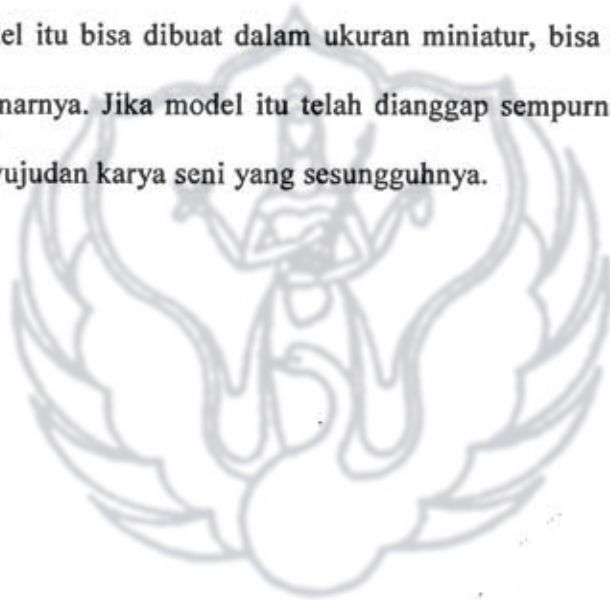 el itu bisa dibuat dalam ukuran miniatur, bisa
narnya. Jika model itu telah dianggap sempurn
wujudan karya seni yang sesungguhnya.